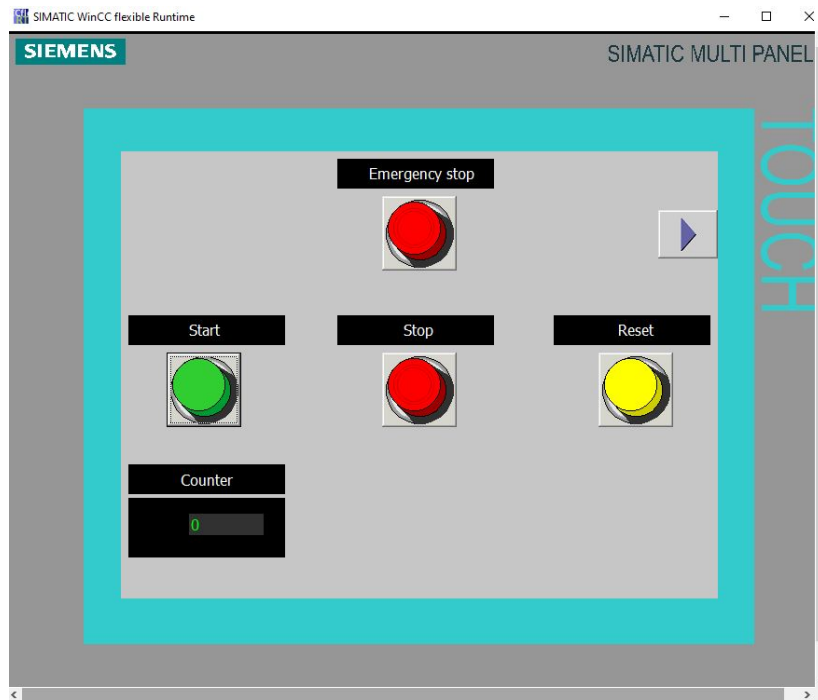 SIMATIC WinCC flexible Runtime
SIEMENS
SIMATIC MULTI PANEL
TOUCH
Emergency stop
Start
Stop
Reset
Counter
0